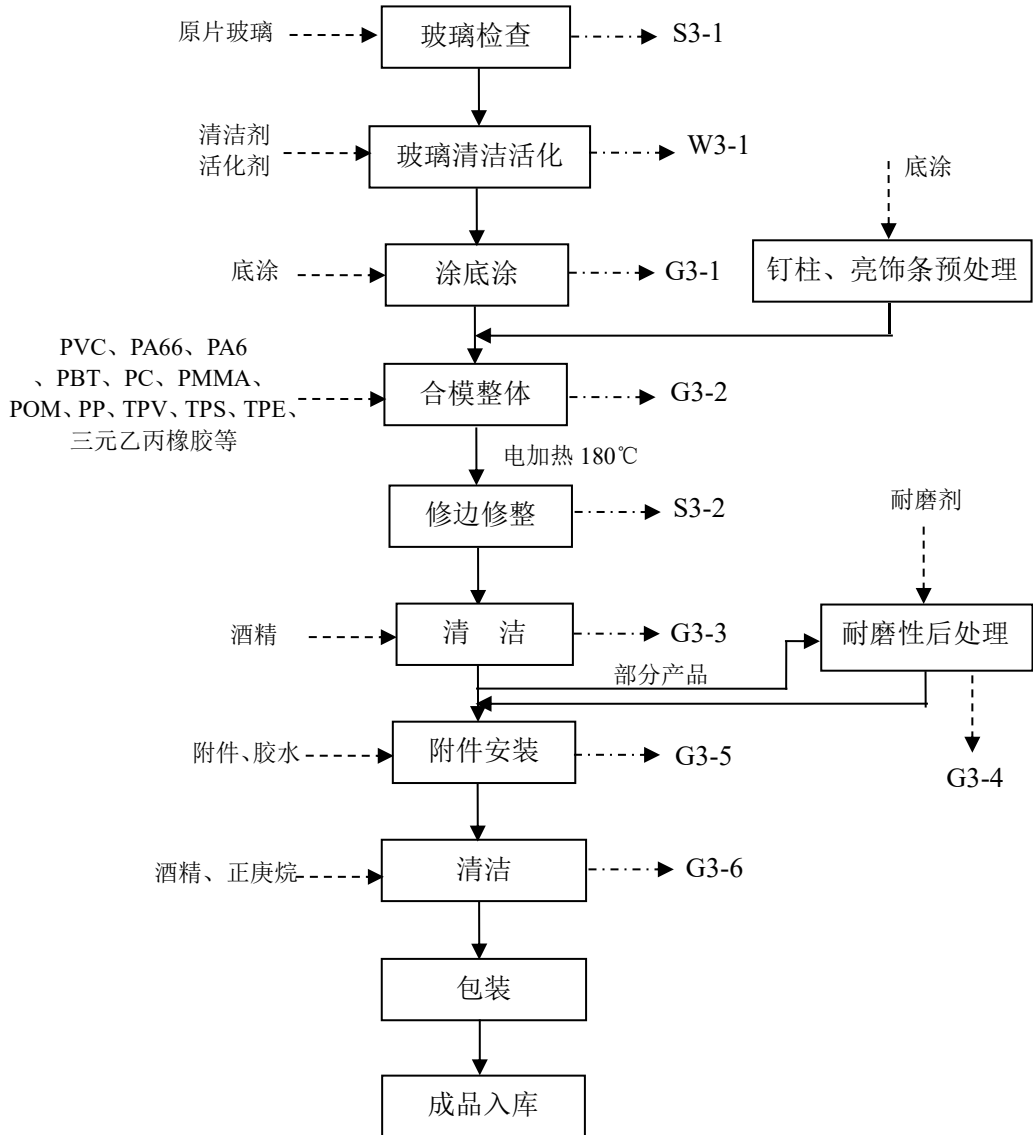 原片玻璃
玻璃检查
S3-1
清洁剂
活化剂
玻璃清洁活化
W3-1
底涂
底涂
涂底涂
G3-1
钉柱、亮饰条预处理
PVC、PA66、PA6
、PBT、PC、PMMA、
POM、PP、TPV、TPS、TPE、
三元乙丙橡胶等
合模整体
G3-2
电加热 180℃
修边修整
S3-2
耐磨剂
酒精
清 洁
G3-3
耐磨性后处理
部分产品
附件、胶水
附件安装
G3-5
G3-4
酒精、正庚烷
清洁
G3-6
包装
成品入库